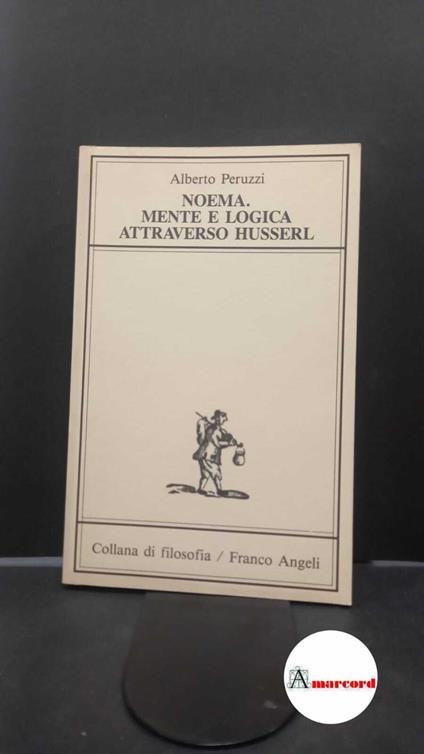 Alberto Peruzzi
NOEMA.
MENTE E LOGICA
ATTRAVERSO HUSSERL
Collana di filosofia / Franco Angeli
Amarcord